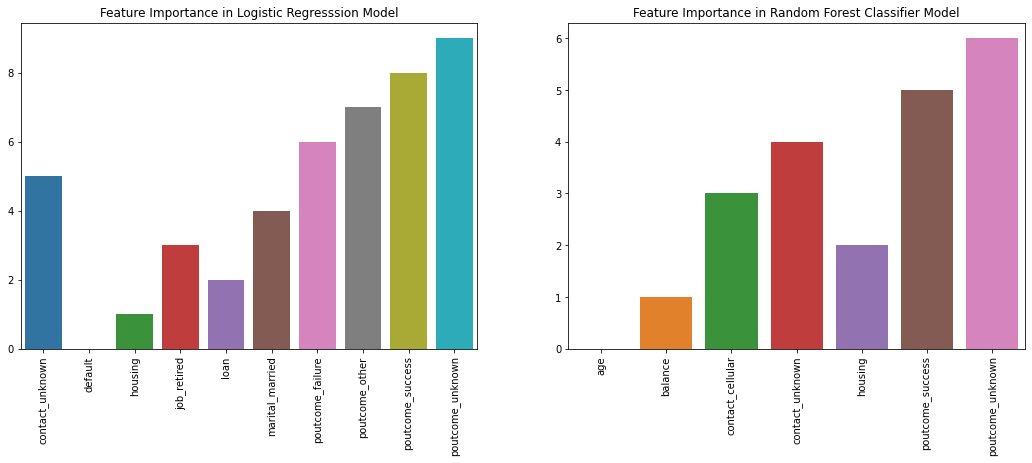 Feature Importance in Logistic Regresssion Model
8
6
4
2
0
contact_unknown
default
housing
job_retired
loan
marital_married
poutcome_failure
poutcome_other
poutcome_success
poutcome_unknown
Feature Importance in Random Forest Classifier Model
6
5
4
3
2
1
0
age
balance
contact_cellular
contact_unknown
housing
poutcome_success
poutcome_unknown